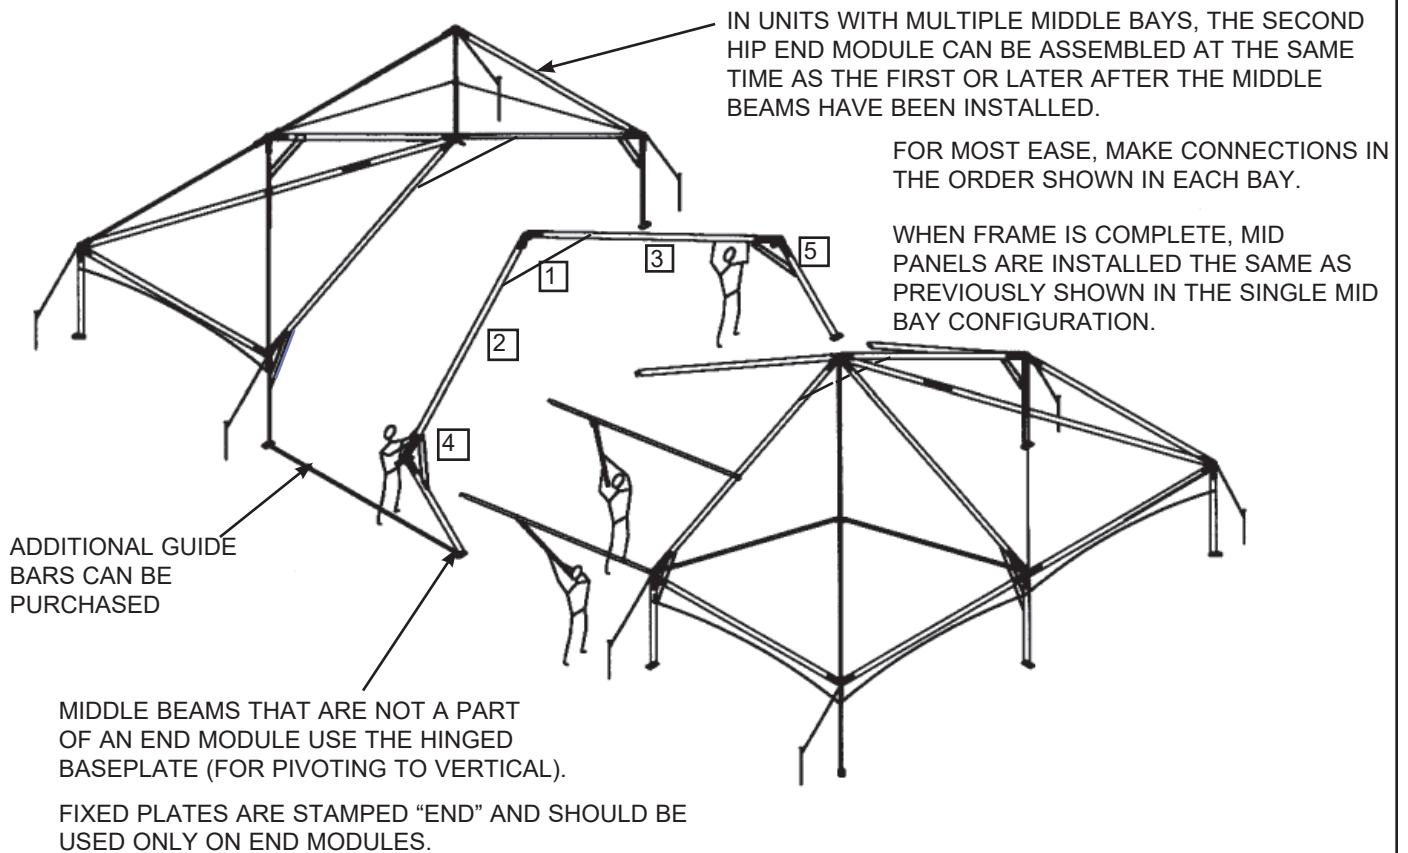 IN UNITS WITH MULTIPLE MIDDLE BAYS, THE SECOND
HIP END MODULE CAN BE ASSEMBLED AT THE SAME
TIME AS THE FIRST OR LATER AFTER THE MIDDLE
BEAMS HAVE BEEN INSTALLED.
FOR MOST EASE, MAKE CONNECTIONS IN
THE ORDER SHOWN IN EACH BAY.
WHEN FRAME IS COMPLETE, MID
PANELS ARE INSTALLED THE SAME AS
PREVIOUSLY SHOWN IN THE SINGLE MID
BAY CONFIGURATION.
1
3
5
2
4
ADDITIONAL GUIDE
BARS CAN BE
PURCHASED
MIDDLE BEAMS THAT ARE NOT A PART
OF AN END MODULE USE THE HINGED
BASEPLATE (FOR PIVOTING TO VERTICAL).
FIXED PLATES ARE STAMPED “END” AND SHOULD BE
USED ONLY ON END MODULES.